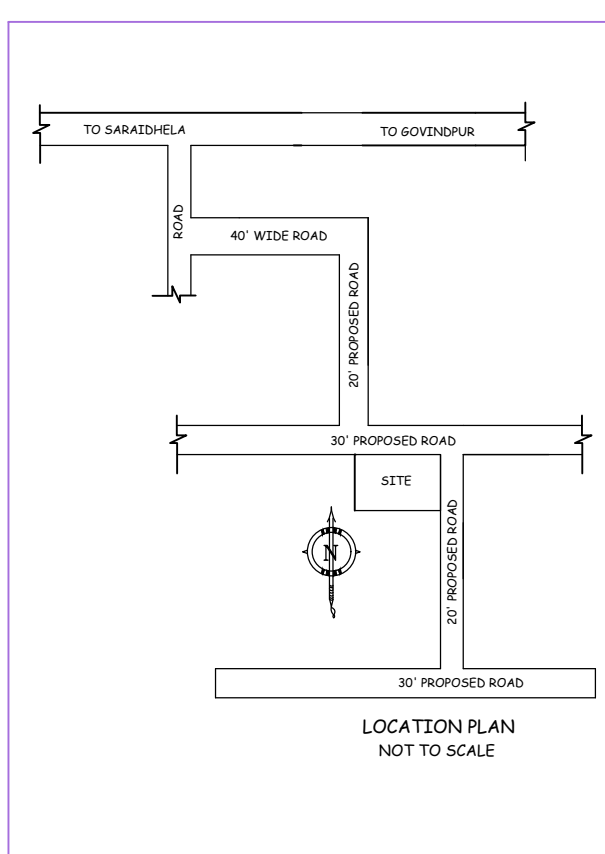 TO SARAIDHELA
TO GOVINDPUR
ROAD
40' WIDE ROAD
20' PROPOSED ROAD
30' PROPOSED ROAD
SITE
N
20' PROPOSED ROAD
30' PROPOSED ROAD
LOCATION PLAN
NOT TO SCALE